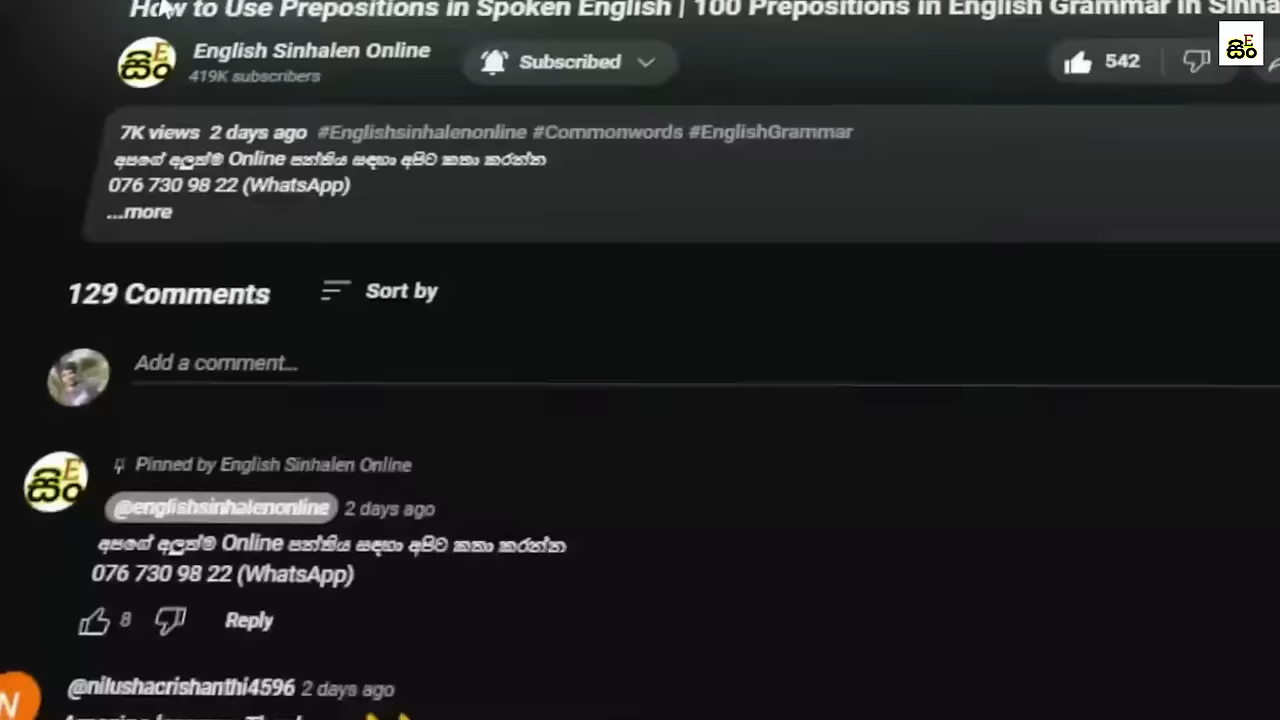 How to Use Prepositions in Spoken English | 100 Prepositions in English Grammar in Sinha
English Sinhalen Online
419K subscribers
Subscribed
542
සිං
E
සිං
E
7K views 2 days ago #Englishsinhalenonline #Commonwords #EnglishGrammar
අපගේ අලුත්ම Online පන්තිය සඳහා අපිට කතා කරන්න
076 730 98 22 (WhatsApp)
...more
129 Comments
Sort by
Add a comment...
සිං
E
Pinned by English Sinhalen Online
@englishsinhalenonline 2 days ago
අපගේ අලුත්ම Online පන්තිය සඳහා අපිට කතා කරන්න
076 730 98 22 (WhatsApp)
8
Reply
N
@nilushacrishanthi4596 2 days ago